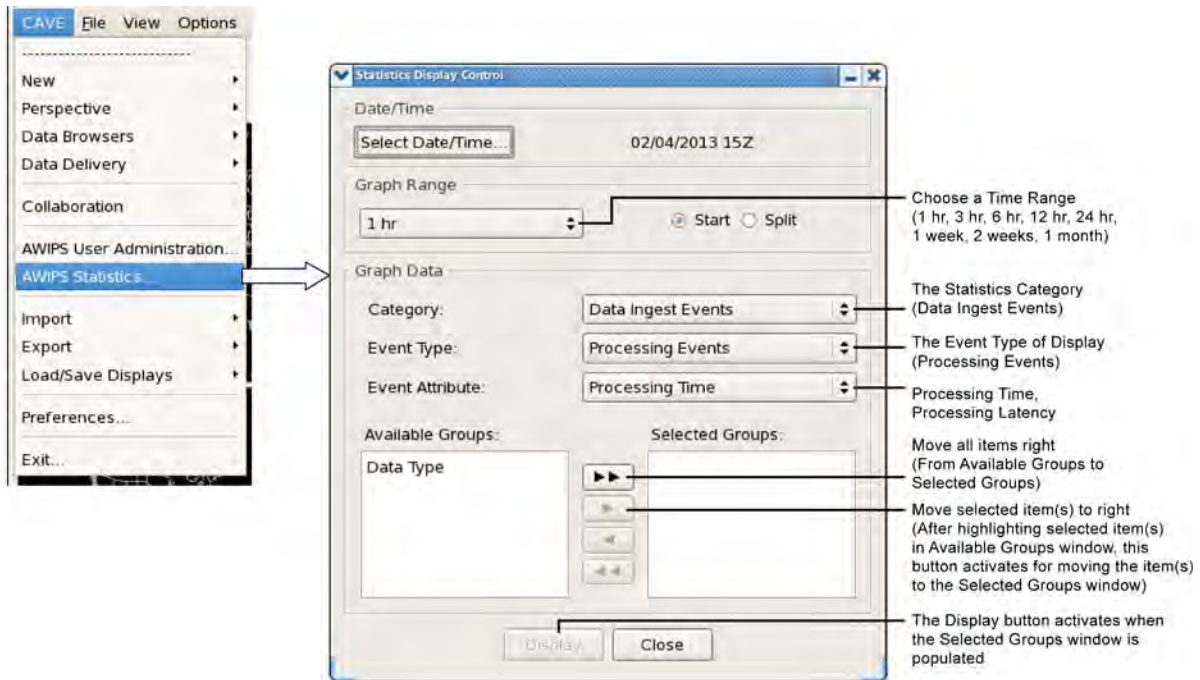 CAVE File View Options
New
Perspective
Data Browsers
Data Delivery
Collaboration
AWIPS User Administration...
AWIPS Statistics...
Import
Export
Load/Save Displays
Preferences...
Exit...
Statistics Display Control
Date/Time
Select Date/Time... 02/04/2013 15Z
Graph Range
1 hr Start Split
Graph Data
Category: Data Ingest Events
Event Type: Processing Events
Event Attribute: Processing Time
Available Groups: Selected Groups:
Data Type
Display Close
Choose a Time Range
(1 hr, 3 hr, 6 hr, 12 hr, 24 hr,
1 week, 2 weeks, 1 month)
The Statistics Category
(Data Ingest Events)
The Event Type of Display
(Processing Events)
Processing Time,
Processing Latency
Move all items right
(From Available Groups to
Selected Groups)
Move selected item(s) to right
(After highlighting selected item(s)
in Available Groups window, this
button activates for moving the item(s)
to the Selected Groups window)
The Display button activates when
the Selected Groups window is
populated